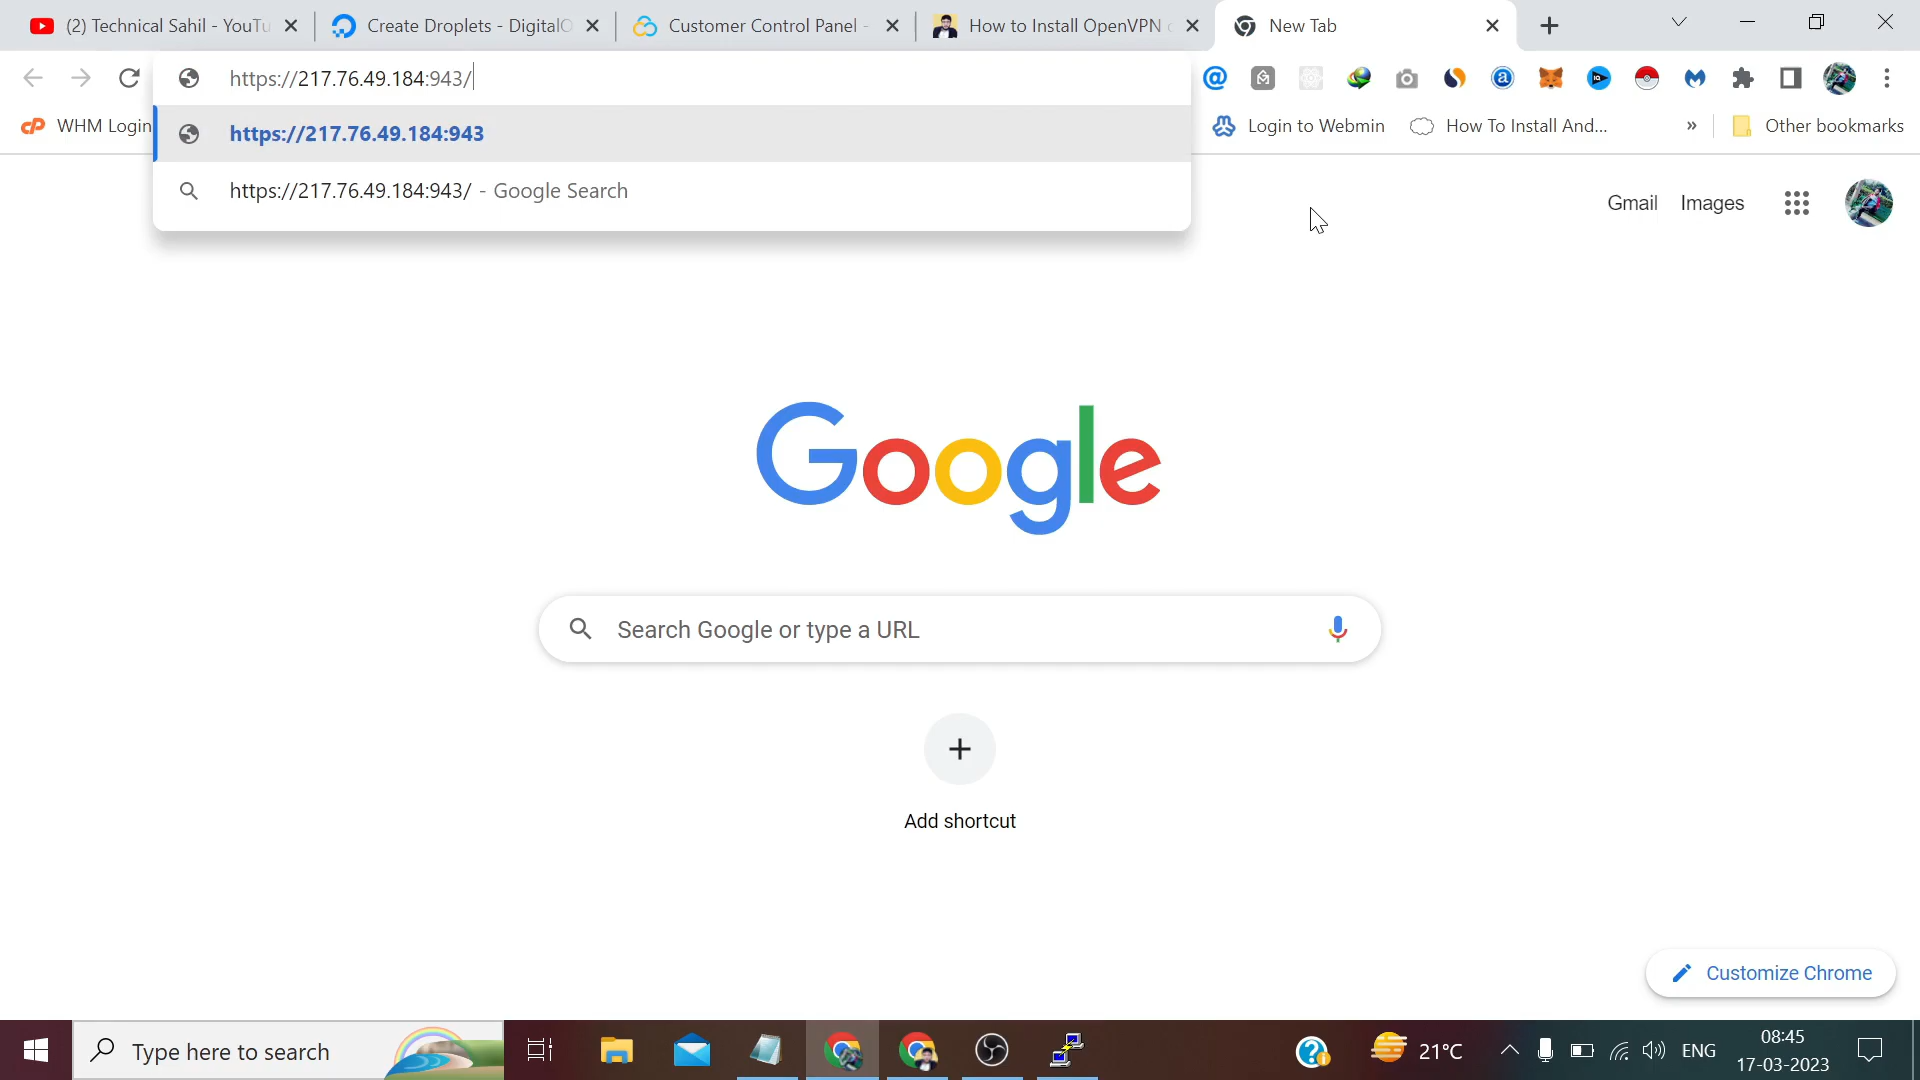 (2) Technical Sahil - YouTu
Create Droplets - DigitalO
Customer Control Panel -
How to Install OpenVPN o
New Tab
https://217.76.49.184:943/
WHM Login
https://217.76.49.184:943
https://217.76.49.184:943/ - Google Search
Login to Webmin
How To Install And...
»
Other bookmarks
Gmail
Images
Google
Search Google or type a URL
Add shortcut
Customize Chrome
Type here to search
21°C
ENG
08:45
17-03-2023